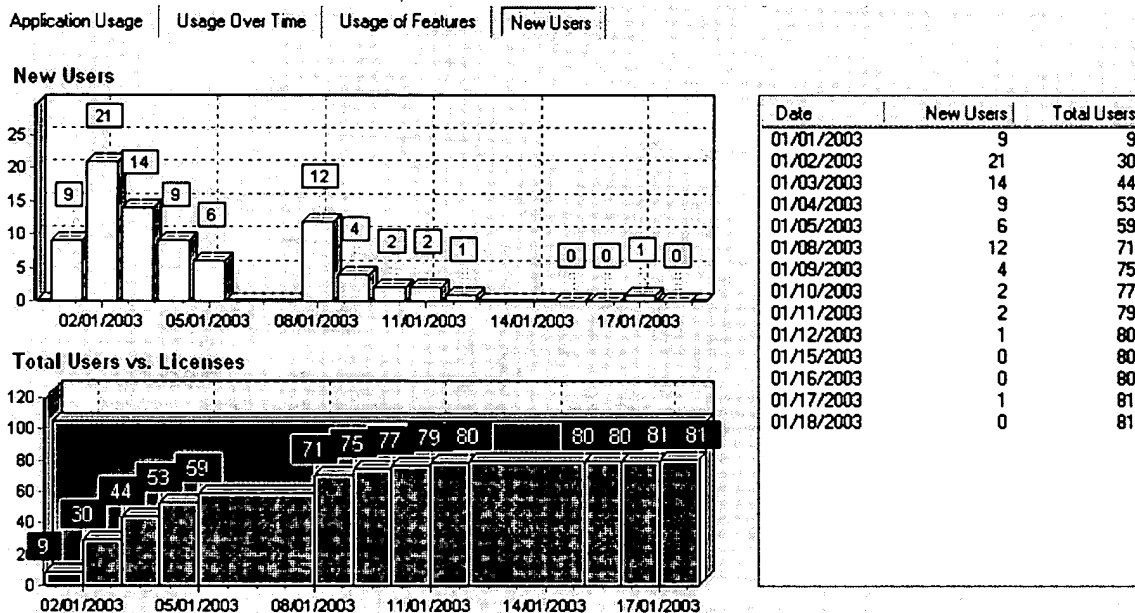 Application Usage | Usage Over Time | Usage of Features | New Users
New Users
25
20
15
10
5
0
9
21
14
9
6
12
4
2
2
1
0
0
1
0
02/01/2003 05/01/2003 08/01/2003 11/01/2003 14/01/2003 17/01/2003
Total Users vs. Licenses
120
100
80
60
40
0
9
30
44
53
59
71
75
77
79
80
80
80
81
81
02/01/2003 05/01/2003 08/01/2003 11/01/2003 14/01/2003 17/01/2003
Date New Users Total Users
01/01/2003 9 9
01/02/2003 21 30
01/03/2003 14 44
01/04/2003 9 53
01/05/2003 6 59
01/08/2003 12 71
01/09/2003 4 75
01/10/2003 2 77
01/11/2003 2 79
01/12/2003 1 80
01/15/2003 0 80
01/16/2003 0 80
01/17/2003 1 81
01/18/2003 0 81